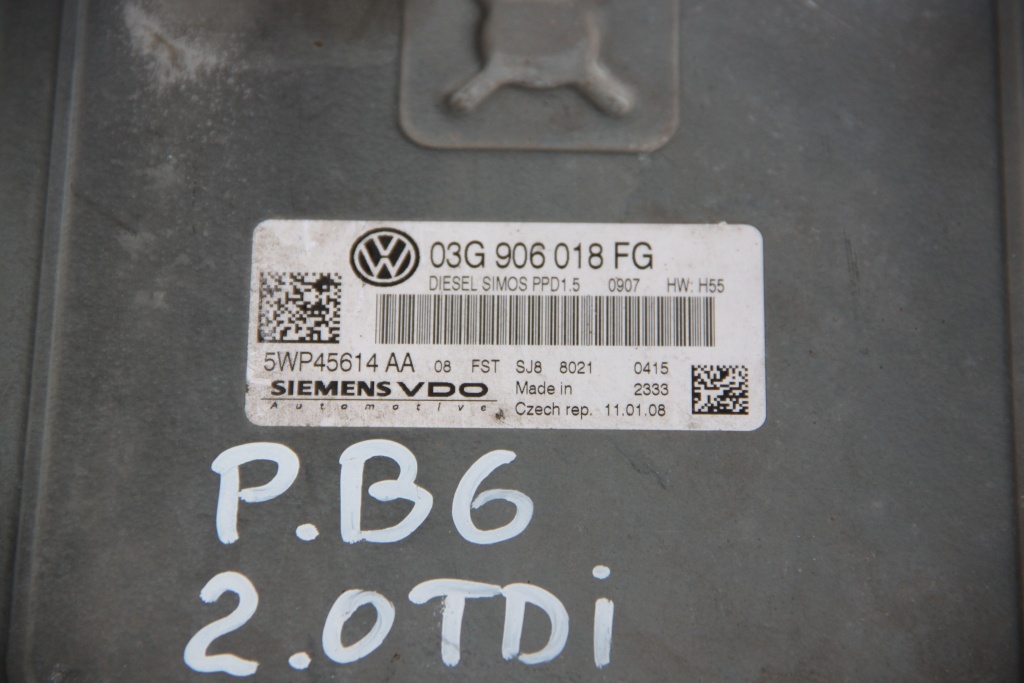 VW 03G 906 018 FG
DIESEL SIMOS PPD1.5 0907 HW: H55
5WP45614 AA 08 FST SJ8 8021 0415
SIEMENS VDO Made in 2333
Automotive Czech rep. 11.01.08
P.B6
2.0TDi